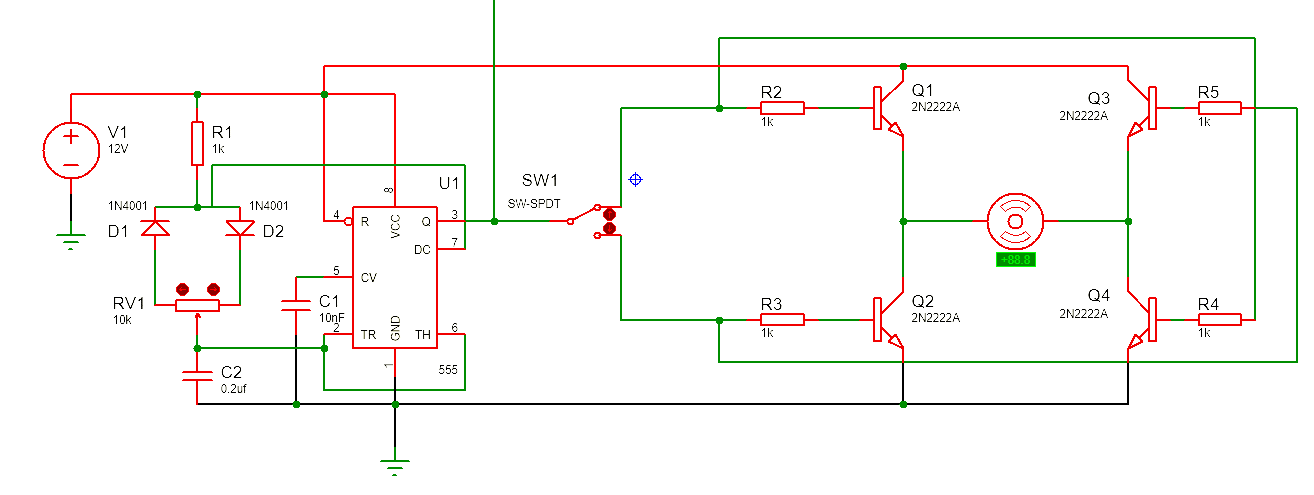 V1
12V
R1
1k
1N4001
D1
1N4001
D2
RV1
10k
C2
0.2uf
C1
10nF
U1
4
R
8
VCC
Q
3
DC
7
5
CV
2
TR
GND
1
TH
6
555
SW1
SW-SPDT
R2
1k
R3
1k
Q1
2N2222A
Q2
2N2222A
+88.8
Q3
2N2222A
Q4
2N2222A
R5
1k
R4
1k